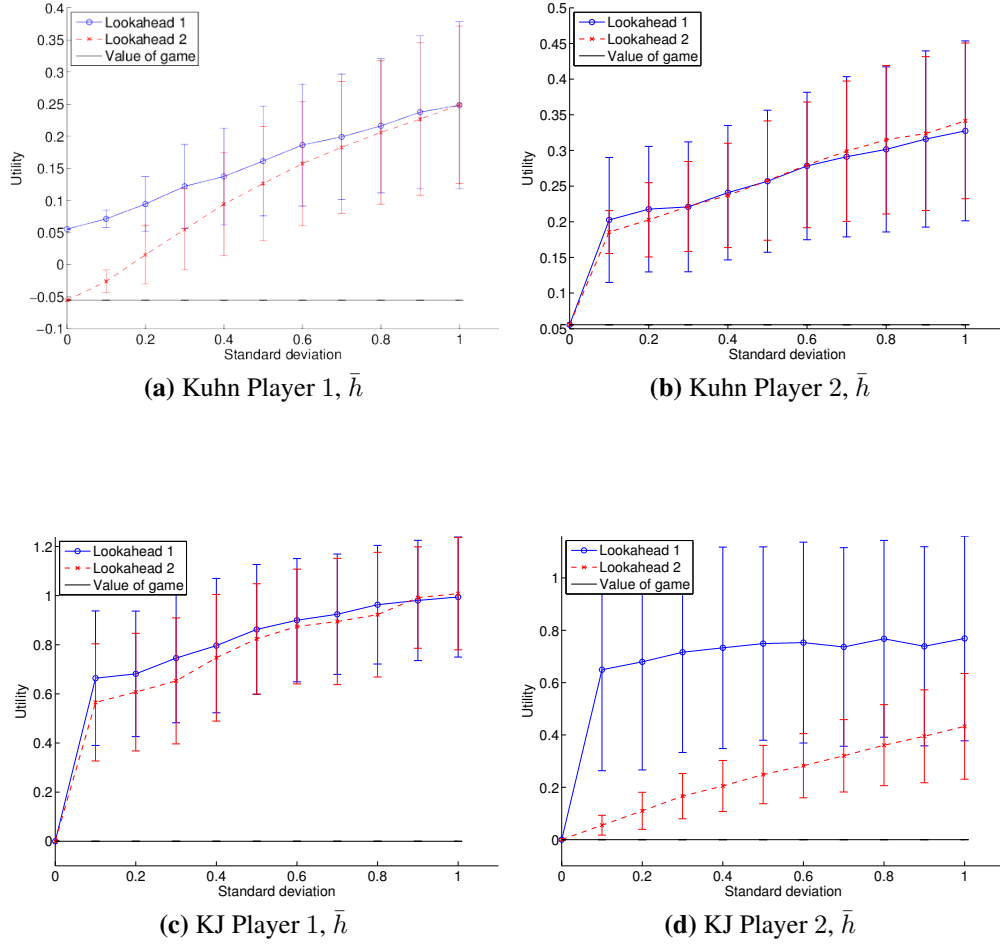 Lookahead 1
Lookahead 2
Value of game
Utility
0.4
0.35
0.3
0.25
0.2
0.15
0.1
0.05
0
−0.05
−0.1
0 0.2 0.4 0.6 0.8 1
Standard deviation
(a) Kuhn Player 1, h̄
Lookahead 1
Lookahead 2
Value of game
Utility
0.5
0.45
0.4
0.35
0.3
0.25
0.2
0.15
0.1
0.05
0 0.2 0.4 0.6 0.8 1
Standard deviation
(b) Kuhn Player 2, h̄
Lookahead 1
Lookahead 2
Value of game
Utility
1.2
1
0.8
0.6
0.4
0.2
0
0 0.2 0.4 0.6 0.8 1
Standard deviation
(c) KJ Player 1, h̄
Lookahead 1
Lookahead 2
Value of game
Utility
1
0.8
0.6
0.4
0.2
0
0 0.2 0.4 0.6 0.8 1
Standard deviation
(d) KJ Player 2, h̄